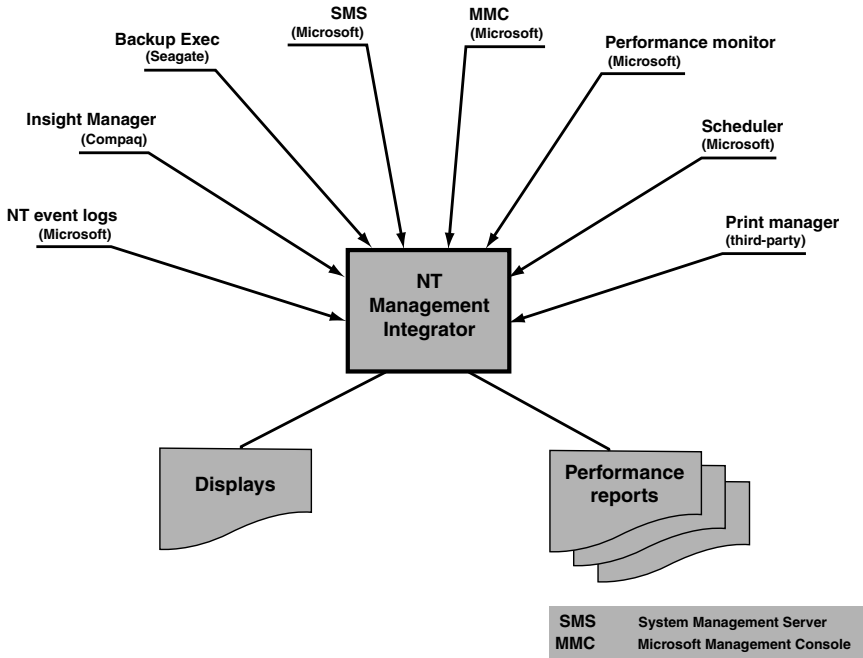 SMS
(Microsoft)
MMC
(Microsoft)
Backup Exec
(Seagate)
Performance monitor
(Microsoft)
Insight Manager
(Compaq)
Scheduler
(Microsoft)
NT event logs
(Microsoft)
Print manager
(third-party)
NT
Management
Integrator
Displays
Performance
reports
SMS System Management Server
MMC Microsoft Management Console